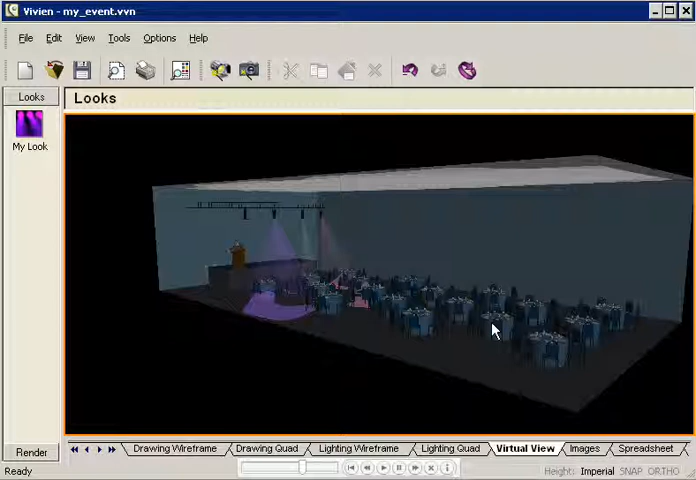 Vivien - my_event.vvn
File Edit View Tools Options Help
Looks
Looks
My Look
Render
Drawing Wireframe Drawing Quad Lighting Wireframe Lighting Quad Virtual View Images Spreadsheet
Ready
Height: Imperial SNAP ORTHO